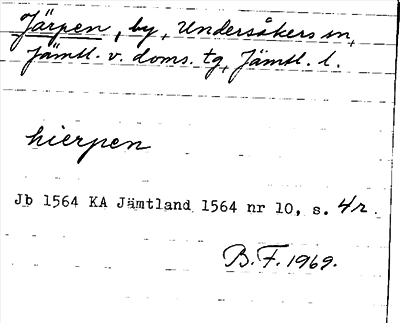 Järpen, by, Undersåkers sn,
Jämtl. v. doms. tg, Jämtl. l.
hierpen
Jb 1564 KA Jämtland 1564 nr 10, s. 4r.
B.F. 1969.